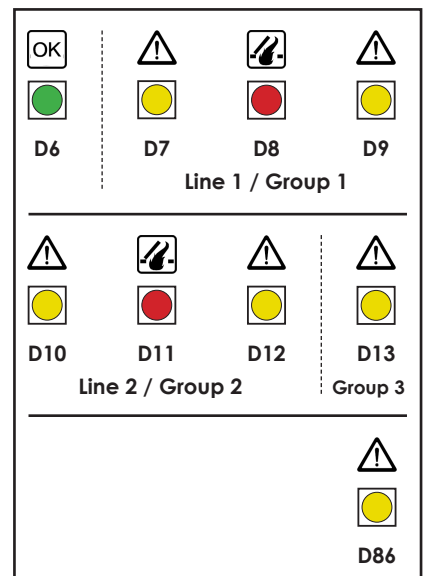 OK
D6 D7 D8 D9
Line 1 / Group 1
D10 D11 D12 D13
Line 2 / Group 2 Group 3
D86